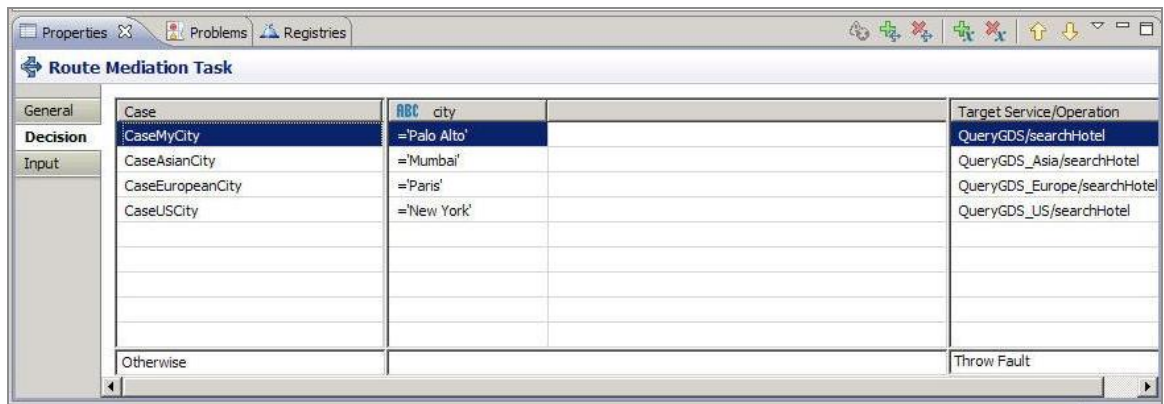 Properties Problems Registries
Route Mediation Task
General Case ABC city Target Service/Operation
Decision CaseMyCity ='Palo Alto' QueryGDS/searchHotel
Input CaseAsianCity ='Mumbai' QueryGDS_Asia/searchHotel
CaseEuropeanCity ='Paris' QueryGDS_Europe/searchHotel
CaseUSCity ='New York' QueryGDS_US/searchHotel
Otherwise Throw Fault